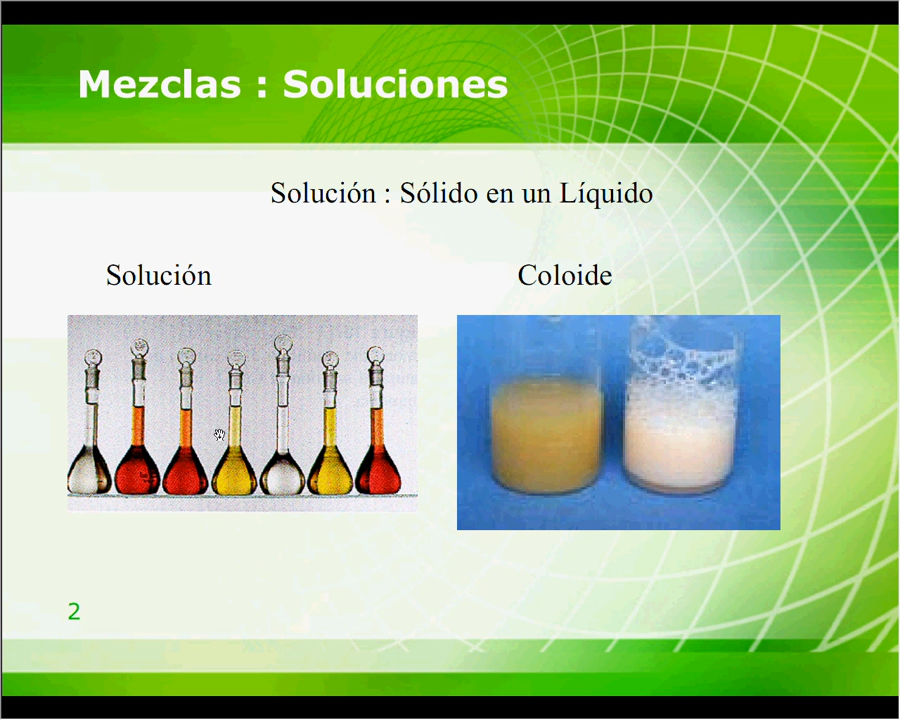 Mezclas : Soluciones
Solución : Sólido en un Líquido
Solución
Coloide
2